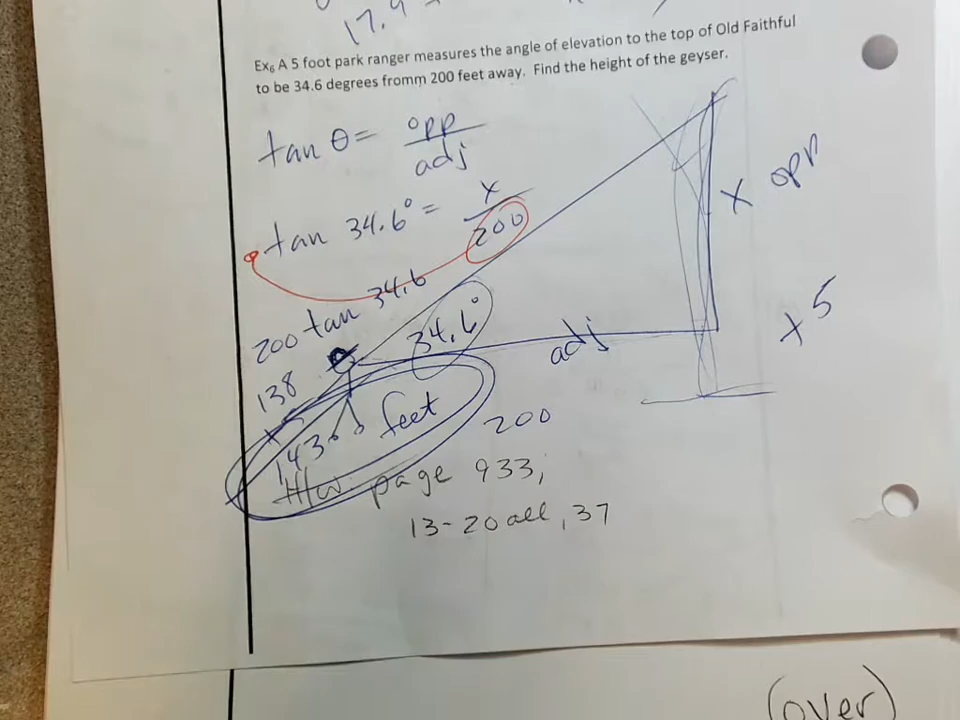 17.9
Ex6 A 5 foot park ranger measures the angle of elevation to the top of Old Faithful
to be 34.6 degrees fromm 200 feet away. Find the height of the geyser.
tan θ = opp/adj
tan 34.6° = x/200
x opp
200 tan 34.6
34.6°
adj
+5
138
143 feet
200
HW page 933,
13-20 all, 37
(over)